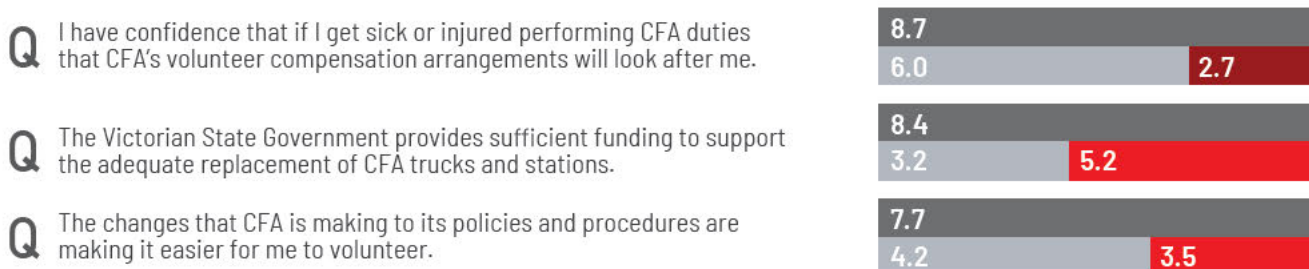 Q I have confidence that if I get sick or injured performing CFA duties
that CFA's volunteer compensation arrangements will look after me.
8.7
6.0 2.7
Q The Victorian State Government provides sufficient funding to support
the adequate replacement of CFA trucks and stations.
8.4
3.2 5.2
Q The changes that CFA is making to its policies and procedures are
making it easier for me to volunteer.
7.7
4.2 3.5